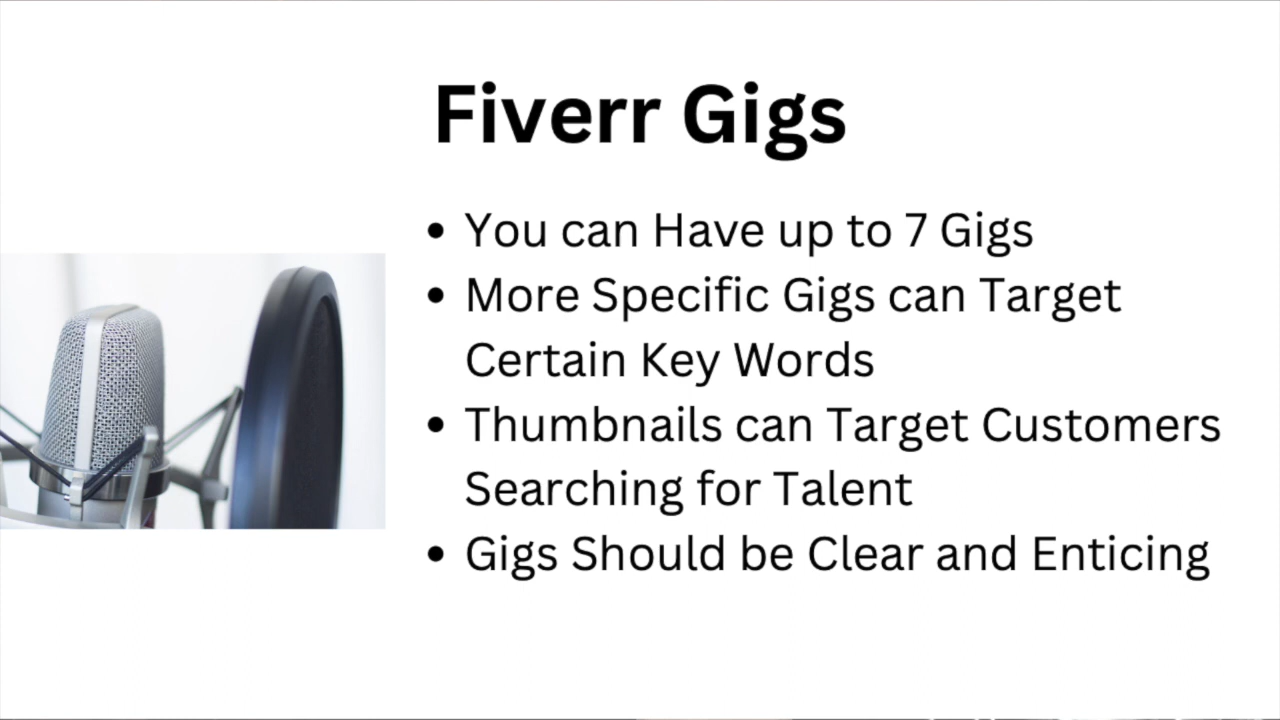 Fiverr Gigs
• You can Have up to 7 Gigs
• More Specific Gigs can Target
Certain Key Words
• Thumbnails can Target Customers
Searching for Talent
• Gigs Should be Clear and Enticing